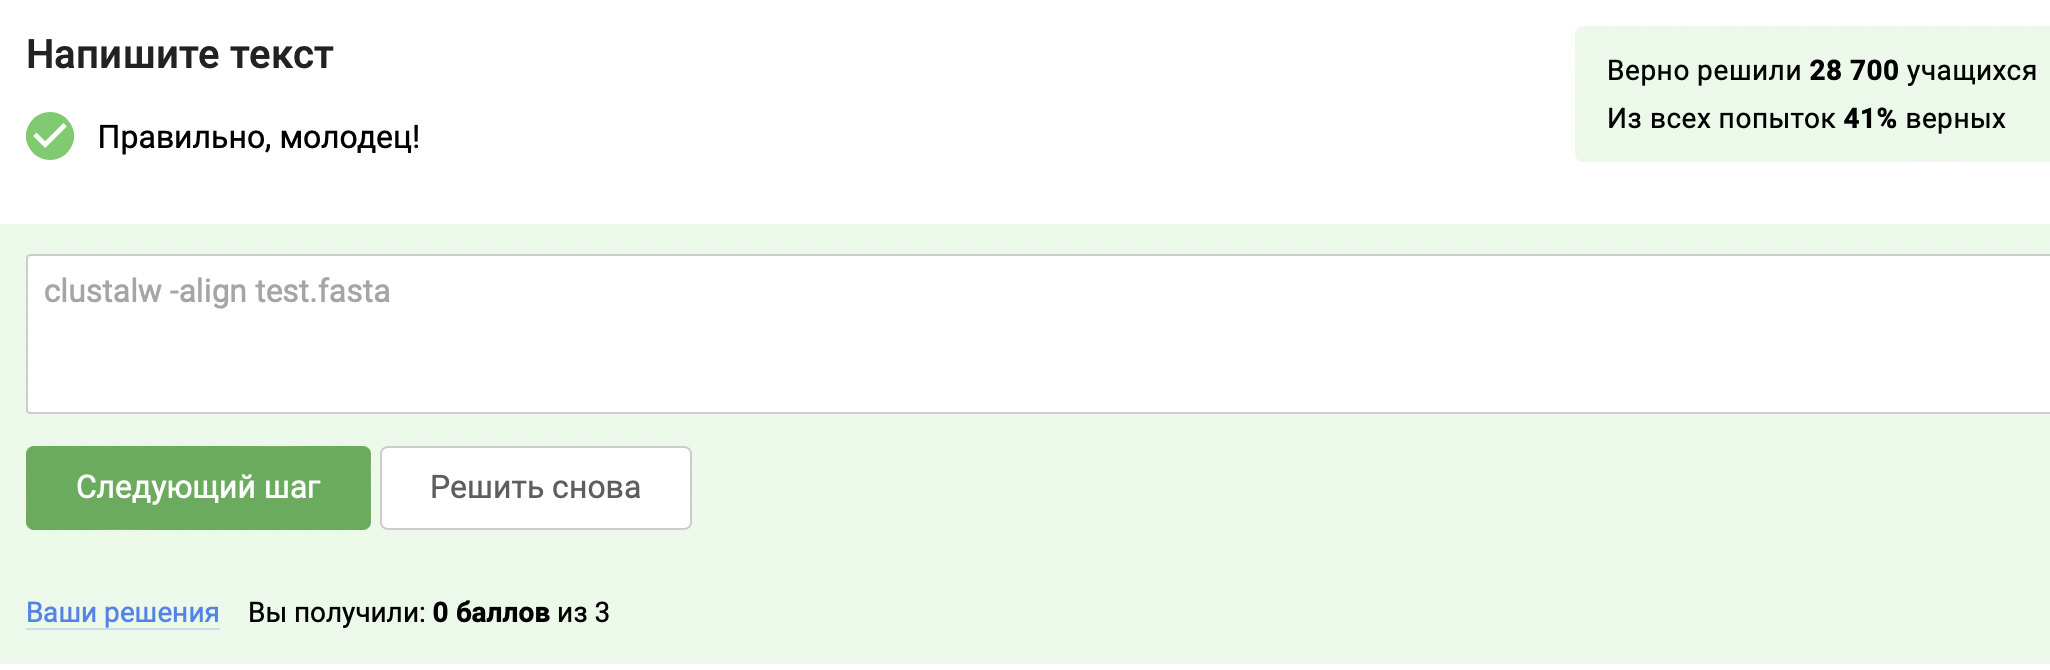 Напишите текст
Правильно, молодец!
Верно решили 28 700 учащихся
Из всех попыток 41% верных
clustalw -align test.fasta
Следующий шаг
Решить снова
Ваши решения Вы получили: 0 баллов из 3